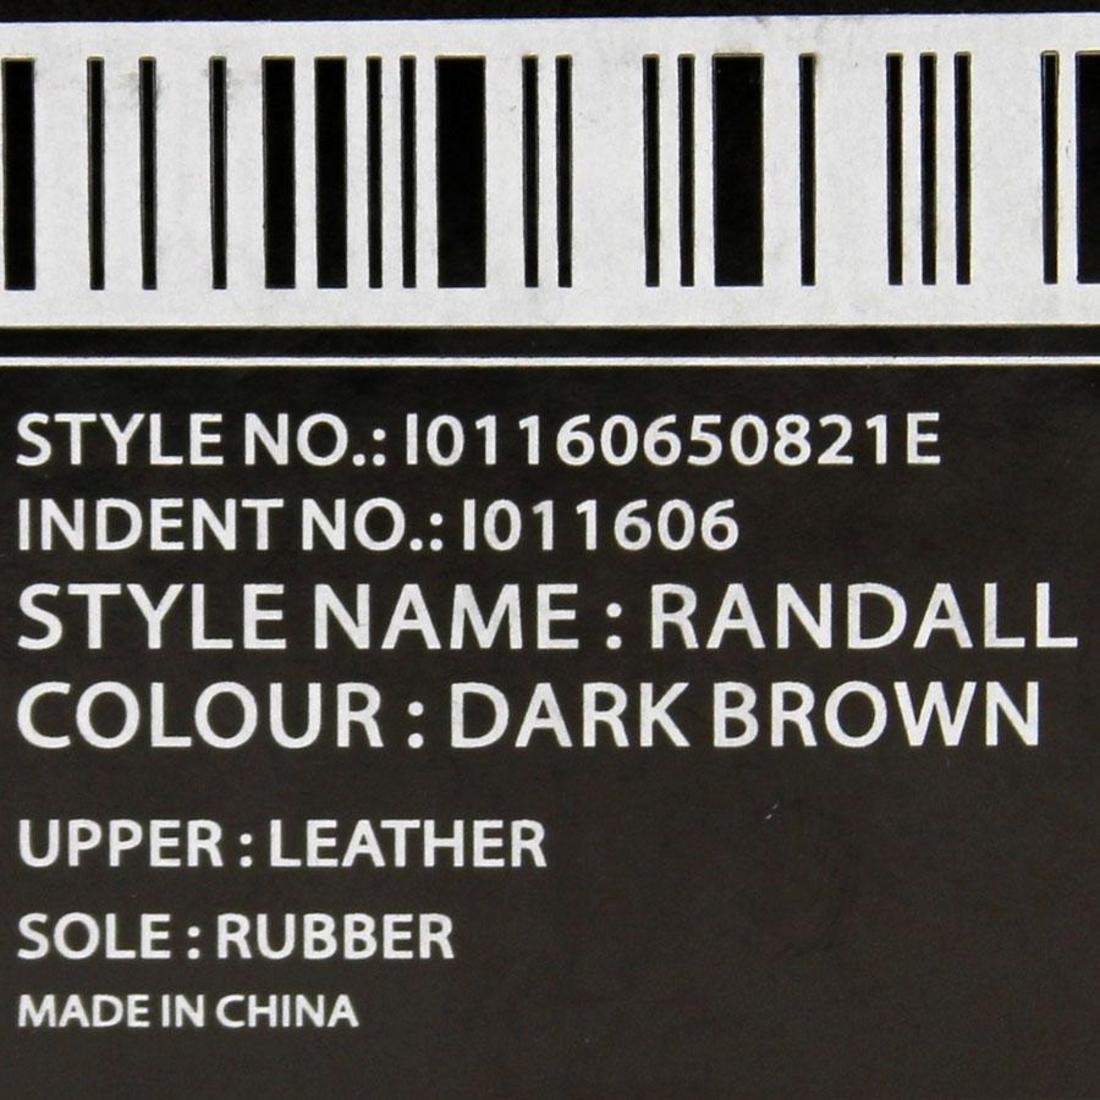 STYLE NO.: I01160650821E
INDENT NO.: I011606
STYLE NAME : RANDALL
COLOUR : DARK BROWN
UPPER : LEATHER
SOLE : RUBBER
MADE IN CHINA